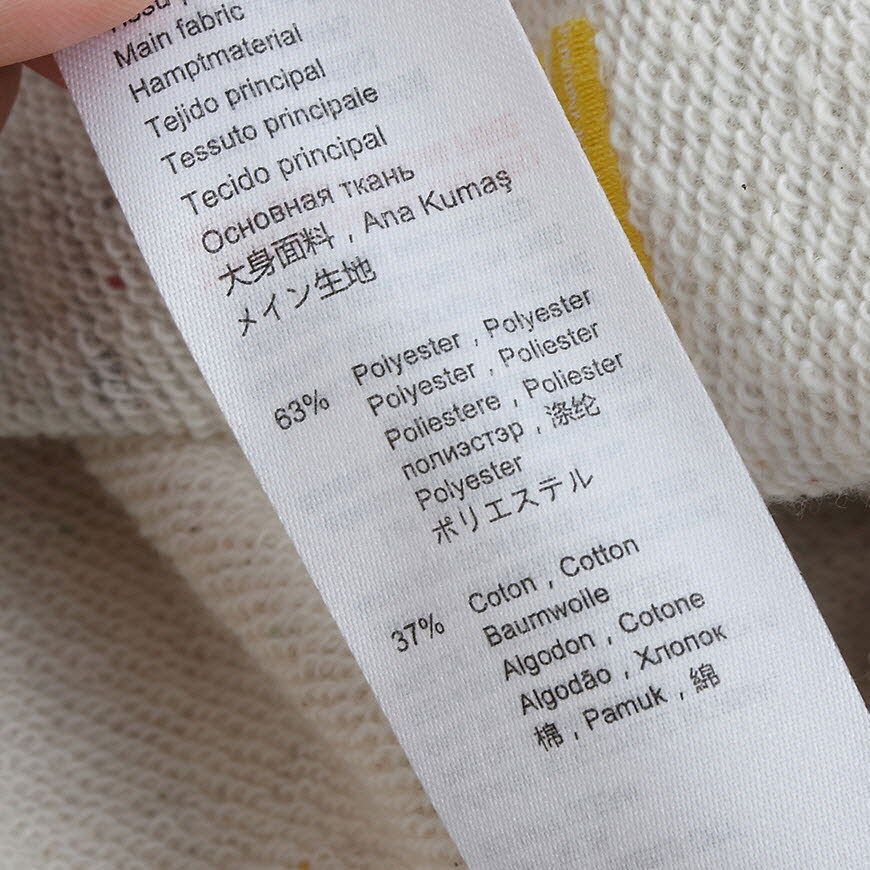 Main fabric
Hamptmaterial
Tejido principal
Tessuto principale
Tecido principal
Основная ткань
大身面料 , Ana Kumaş
メイン生地
63% Polyester , Polyester
Polyester , Poliester
Poliestere , Poliester
полиэстэр , 涤纶
Polyester
ポリエステル
37% Coton , Cotton
Baumwolle
Algodon , Cotone
Algodão , Хлопок
棉 , Pamuk , 綿